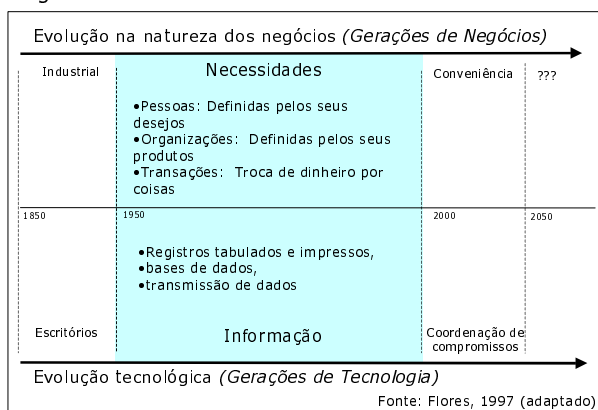 Evolução na natureza dos negócios (Gerações de Negócios)
Industrial
Necessidades
Conveniência
???
•Pessoas: Definidas pelos seus
desejos
•Organizações: Definidas pelos seus
produtos
•Transações: Troca de dinheiro por
coisas
1850
1950
2000
2050
•Registros tabulados e impressos,
•bases de dados,
•transmissão de dados
Escritórios
Informação
Coordenação de
compromissos
Evolução tecnológica (Gerações de Tecnologia)
Fonte: Flores, 1997 (adaptado)